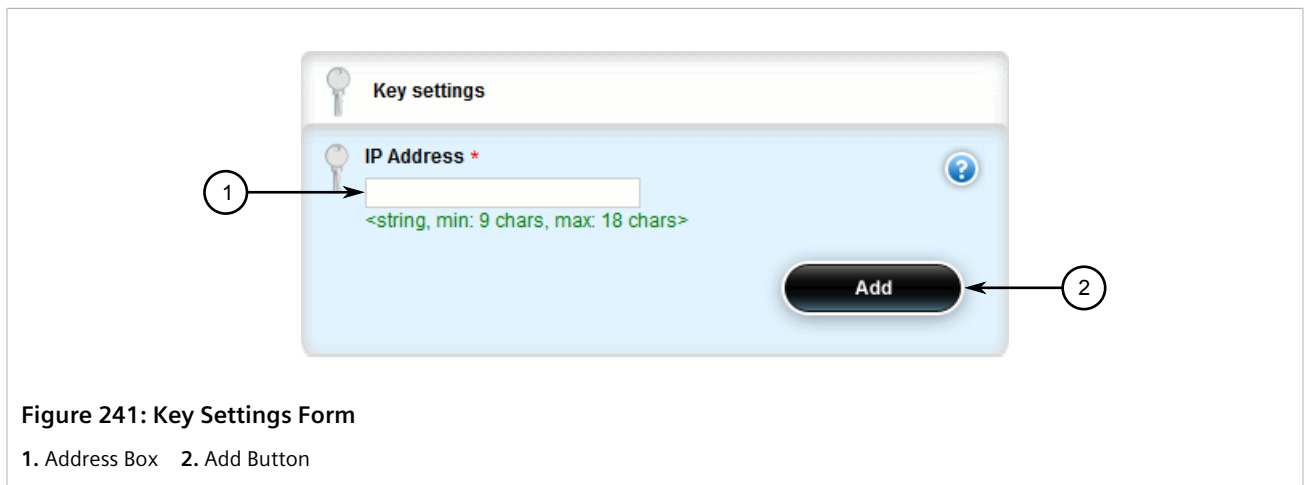 Key settings
IP Address *
1
<string, min: 9 chars, max: 18 chars>
Add
2
Figure 241: Key Settings Form
1. Address Box 2. Add Button